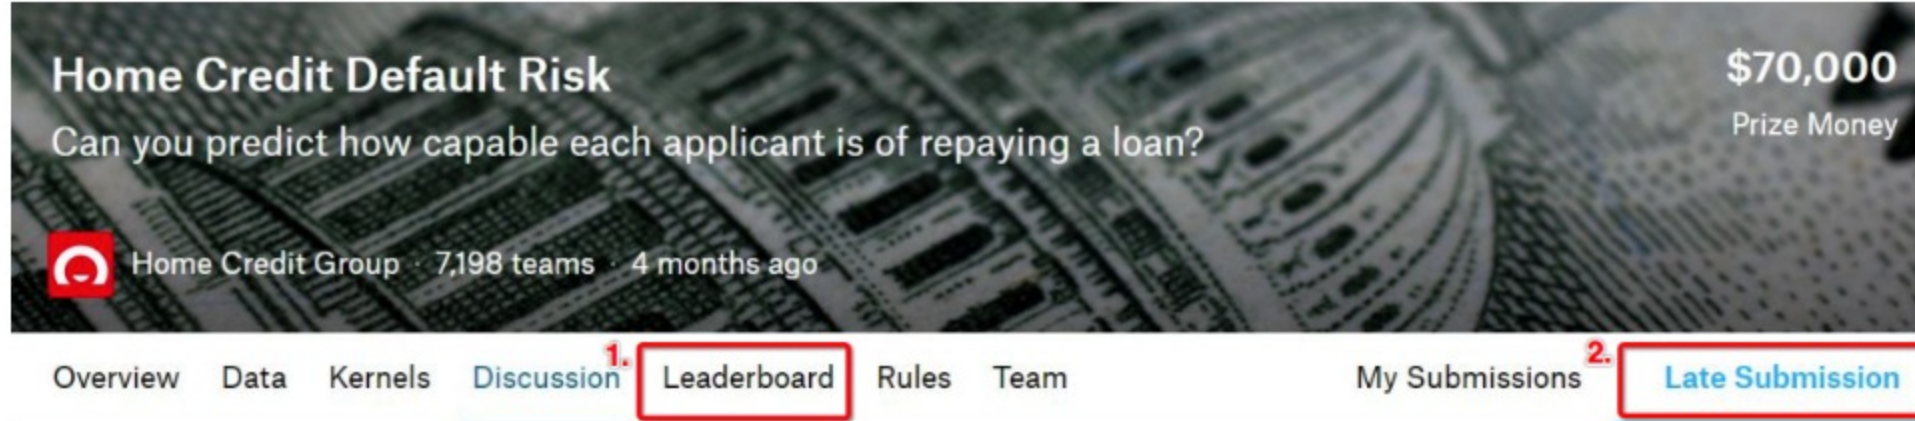 Home Credit Default Risk
$70,000
Can you predict how capable each applicant is of repaying a loan?
Prize Money
Home Credit Group · 7,198 teams · 4 months ago
1.
2.
Overview Data Kernels Discussion Leaderboard Rules Team My Submissions Late Submission